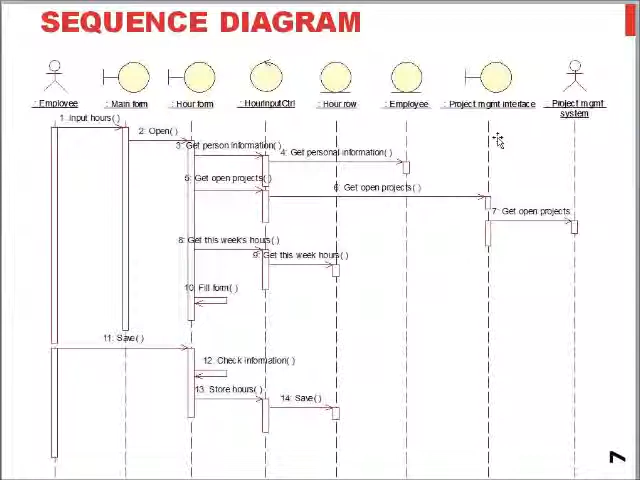 SEQUENCE DIAGRAM
: Employee
: Main form
: Hour form
: HourInputCtrl
: Hour row
: Employee
: Project mgmt interface
: Project mgmt
system
1: Input hours( )
2: Open( )
3: Get person information( )
4: Get personal information( )
5: Get open projects( )
6: Get open projects( )
7: Get open projects
8: Get this week's hours( )
9: Get this week hours( )
10: Fill form( )
11: Save( )
12: Check information( )
13: Store hours( )
14: Save( )
7